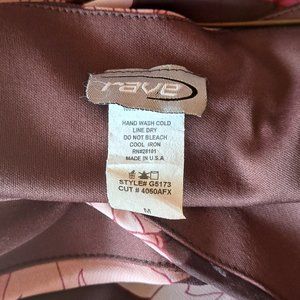 rave
HAND WASH COLD
LINE DRY
DO NOT BLEACH
COOL IRON
RN#28101
MADE IN U.S.A
STYLE# G5173
CUT # 4060AFX
M